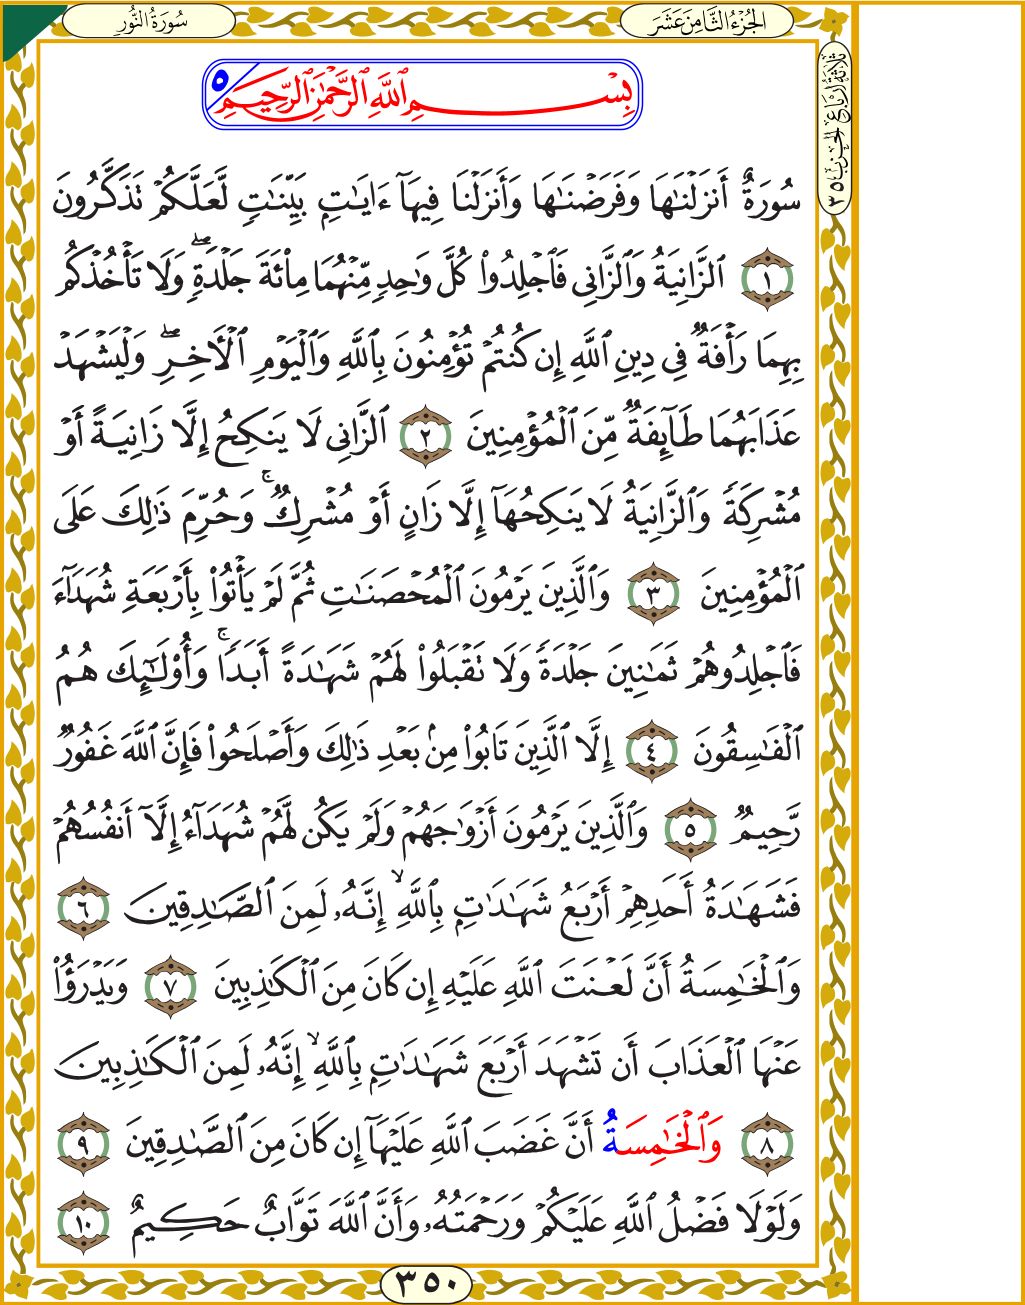 سُورَةُ النُّورِ
الجُزْءُ الثَّامِنَ عَشَرَ
ثَلَاثَةُ أَرْبَاعِ الحِزْبِ ٣٥
بِسْمِ ٱللَّهِ ٱلرَّحْمَٰنِ ٱلرَّحِيمِ ٥
سُورَةٌ أَنزَلْنَٰهَا وَفَرَضْنَٰهَا وَأَنزَلْنَا فِيهَآ ءَايَٰتٍۭ بَيِّنَٰتٍ لَّعَلَّكُمْ تَذَكَّرُونَ
١ ٱلزَّانِيَةُ وَٱلزَّانِى فَٱجْلِدُوا۟ كُلَّ وَٰحِدٍ مِّنْهُمَا مِا۟ئَةَ جَلْدَةٍ ۖ وَلَا تَأْخُذْكُم
بِهِمَا رَأْفَةٌ فِى دِينِ ٱللَّهِ إِن كُنتُمْ تُؤْمِنُونَ بِٱللَّهِ وَٱلْيَوْمِ ٱلْءَاخِرِ ۖ وَلْيَشْهَدْ
عَذَابَهُمَا طَآئِفَةٌ مِّنَ ٱلْمُؤْمِنِينَ ٢ ٱلزَّانِى لَا يَنكِحُ إِلَّا زَانِيَةً أَوْ
مُشْرِكَةً وَٱلزَّانِيَةُ لَا يَنكِحُهَآ إِلَّا زَانٍ أَوْ مُشْرِكٌ ۚ وَحُرِّمَ ذَٰلِكَ عَلَى
ٱلْمُؤْمِنِينَ ٣ وَٱلَّذِينَ يَرْمُونَ ٱلْمُحْصَنَٰتِ ثُمَّ لَمْ يَأْتُوا۟ بِأَرْبَعَةِ شُهَدَآءَ
فَٱجْلِدُوهُمْ ثَمَٰنِينَ جَلْدَةً وَلَا تَقْبَلُوا۟ لَهُمْ شَهَٰدَةً أَبَدًا ۚ وَأُو۟لَٰٓئِكَ هُمُ
ٱلْفَٰسِقُونَ ٤ إِلَّا ٱلَّذِينَ تَابُوا۟ مِنۢ بَعْدِ ذَٰلِكَ وَأَصْلَحُوا۟ فَإِنَّ ٱللَّهَ غَفُورٌ
رَّحِيمٌ ٥ وَٱلَّذِينَ يَرْمُونَ أَزْوَٰجَهُمْ وَلَمْ يَكُن لَّهُمْ شُهَدَآءُ إِلَّآ أَنفُسُهُمْ
فَشَهَٰدَةُ أَحَدِهِمْ أَرْبَعُ شَهَٰدَٰتٍۭ بِٱللَّهِ ۙ إِنَّهُۥ لَمِنَ ٱلصَّٰدِقِينَ ٦
وَٱلْخَٰمِسَةُ أَنَّ لَعْنَتَ ٱللَّهِ عَلَيْهِ إِن كَانَ مِنَ ٱلْكَٰذِبِينَ ٧ وَيَدْرَؤُا۟
عَنْهَا ٱلْعَذَابَ أَن تَشْهَدَ أَرْبَعَ شَهَٰدَٰتٍۭ بِٱللَّهِ ۙ إِنَّهُۥ لَمِنَ ٱلْكَٰذِبِينَ
٨ وَٱلْخَٰمِسَةُ أَنَّ غَضَبَ ٱللَّهِ عَلَيْهَآ إِن كَانَ مِنَ ٱلصَّٰدِقِينَ ٩
وَلَوْلَا فَضْلُ ٱللَّهِ عَلَيْكُمْ وَرَحْمَتُهُۥ وَأَنَّ ٱللَّهَ تَوَّابٌ حَكِيمٌ ١٠
٣٥٠